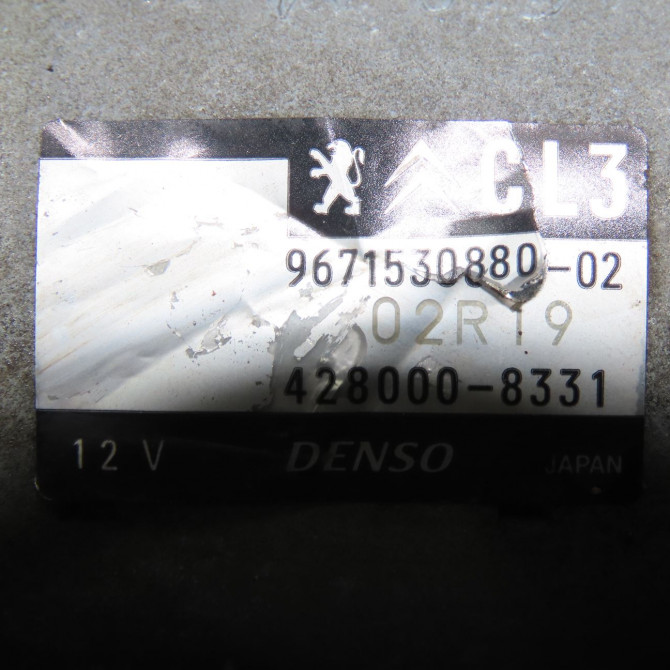 CL3
9671530880-02
02R19
428000-8331
12 V DENSO JAPAN